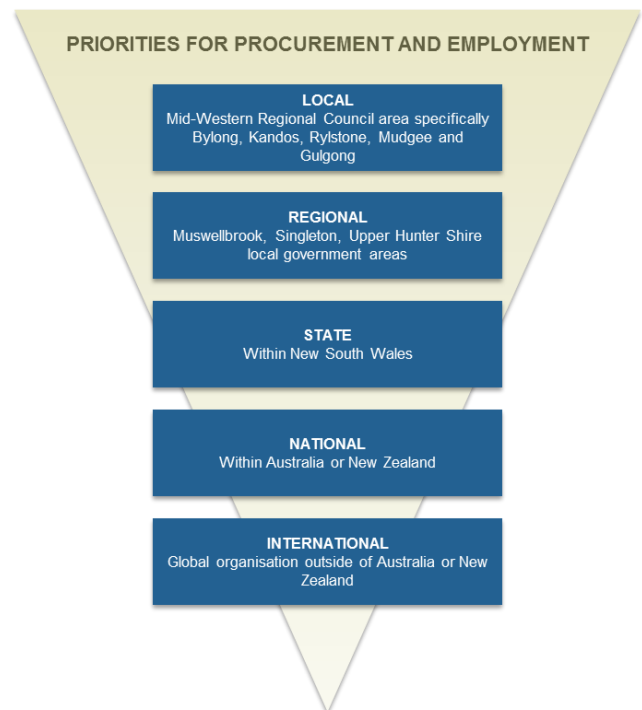 PRIORITIES FOR PROCUREMENT AND EMPLOYMENT
LOCAL
Mid-Western Regional Council area specifically
Bylong, Kandos, Rylstone, Mudgee and
Gulgong
REGIONAL
Muswellbrook, Singleton, Upper Hunter Shire
local government areas
STATE
Within New South Wales
NATIONAL
Within Australia or New Zealand
INTERNATIONAL
Global organisation outside of Australia or New
Zealand